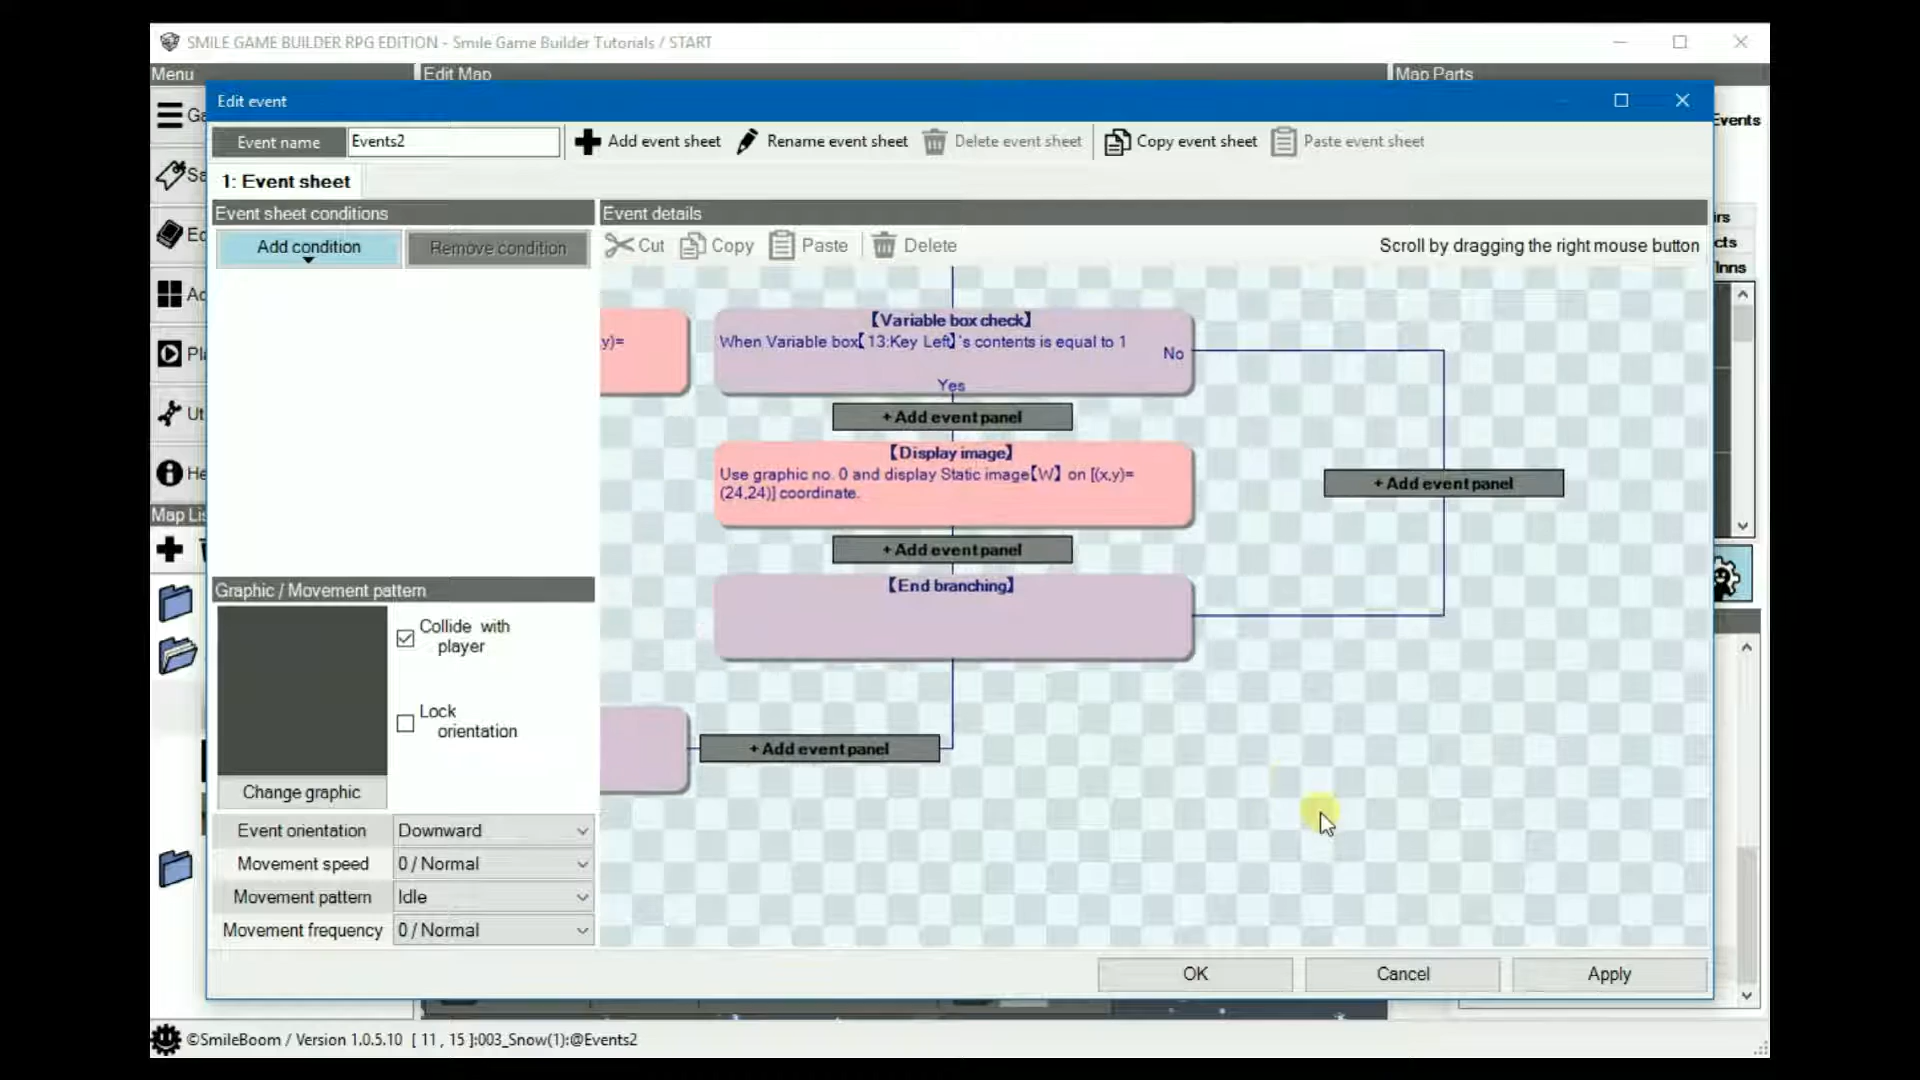 SMILE GAME BUILDER RPG EDITION - Smile Game Builder Tutorials / START
Menu
Edit Map
Map Parts
Edit event
Event name
Events2
Add event sheet
Rename event sheet
Delete event sheet
Copy event sheet
Paste event sheet
Events
1: Event sheet
Event sheet conditions
Event details
Add condition
Remove condition
Cut
Copy
Paste
Delete
Scroll by dragging the right mouse button
【Variable box check】
When Variable box【13:Key Left】's contents is equal to 1
No
Yes
y)=
+ Add event panel
【Display image】
Use graphic no. 0 and display Static image【W】 on [(x,y)=
(24,24)] coordinate.
+ Add event panel
+ Add event panel
【End branching】
+ Add event panel
Map Lis
Graphic / Movement pattern
Collide with
player
Lock
orientation
Change graphic
Event orientation
Downward
Movement speed
0 / Normal
Movement pattern
Idle
Movement frequency
0 / Normal
OK
Cancel
Apply
©SmileBoom / Version 1.0.5.10 [ 11 , 15 ]:003_Snow(1):@Events2